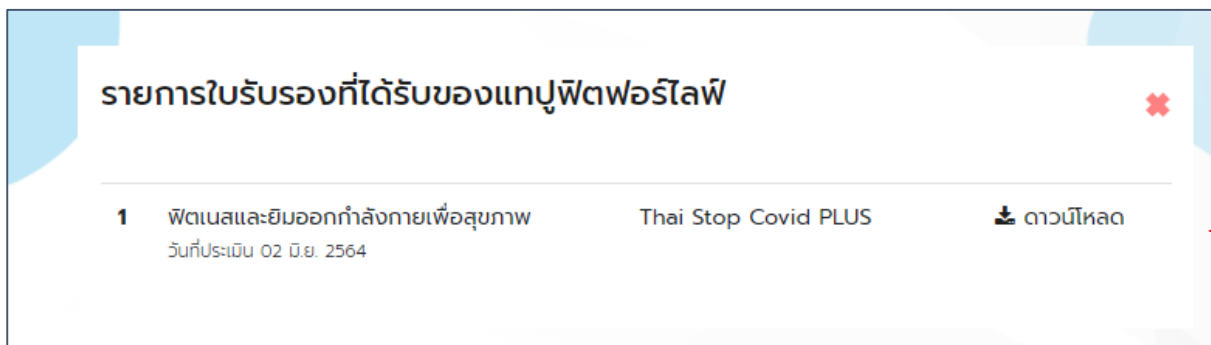 รายการใบรับรองที่ได้รับของแทปูฟิตฟอร์ไลฟ์
1 ฟิตเนสและยิมออกกำลังกายเพื่อสุขภาพ Thai Stop Covid PLUS ดาวน์โหลด
วันที่ประเมิน 02 มิ.ย. 2564